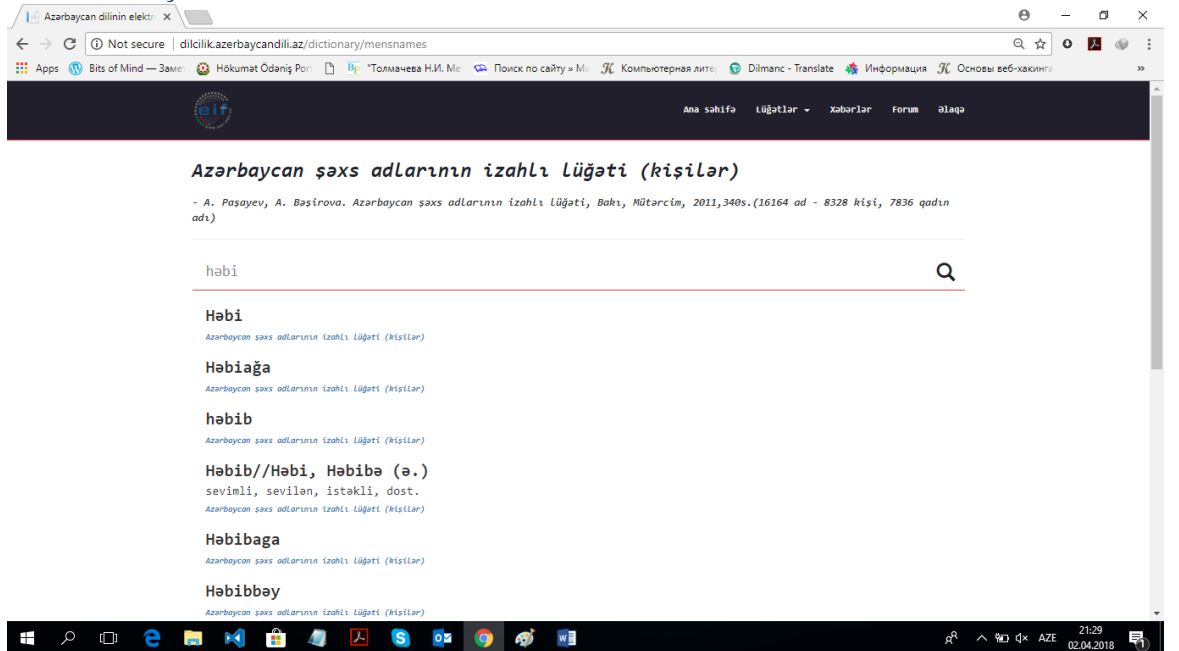 Azərbaycan dilinin elektr
Not secure | dilcilik.azerbaycandili.az/dictionary/mensnames
Apps Bits of Mind — Заме Hökumət Ödəniş Por BF "Толмачева Н.И. Ме Поиск по сайту » М Компьютерная лите Dilmanc - Translate Информация Основы веб-хакинга »
eif
Ana səhifə Lüğətlər Xəbərlər Forum Əlaqə
Azərbaycan şəxs adlarının izahlı lüğəti (kişilər)
- A. Paşayev, A. Bəşirova. Azərbaycan şəxs adlarının izahlı lüğəti, Bakı, Mütərcim, 2011,340s.(16164 ad - 8328 kişi, 7836 qadın
adı)
həbi
Həbi
Azərbaycan şəxs adlarının izahlı lüğəti (kişilər)
Həbiağa
Azərbaycan şəxs adlarının izahlı lüğəti (kişilər)
həbib
Azərbaycan şəxs adlarının izahlı lüğəti (kişilər)
Həbib//Həbi, Həbibə (ə.)
sevimli, sevilən, istəkli, dost.
Azərbaycan şəxs adlarının izahlı lüğəti (kişilər)
Həbibaga
Azərbaycan şəxs adlarının izahlı lüğəti (kişilər)
Həbibbəy
Azərbaycan şəxs adlarının izahlı lüğəti (kişilər)
AZE
21:29
02.04.2018